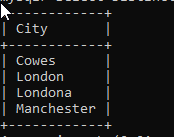 +------------+
| City       |
+------------+
| Cowes      |
| London     |
| Londona    |
| Manchester |
+------------+